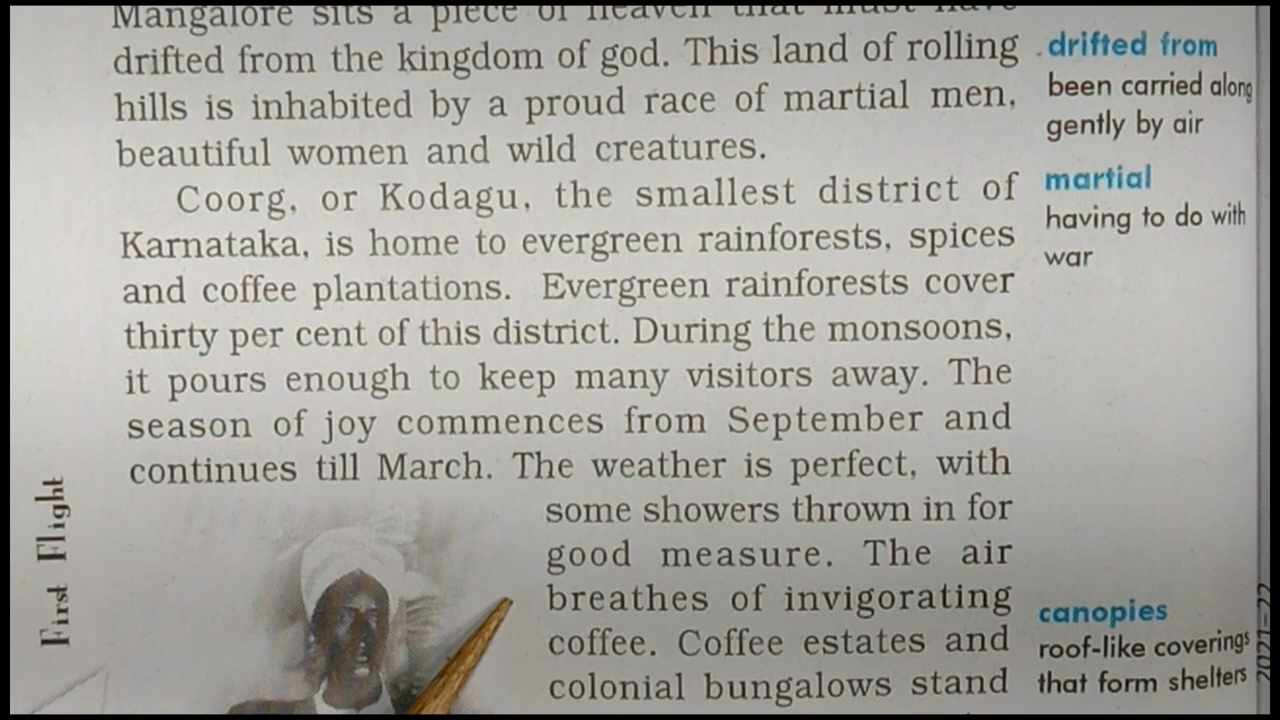 Mangalore sits a piece of heaven that must have
drifted from the kingdom of god. This land of rolling
hills is inhabited by a proud race of martial men,
beautiful women and wild creatures.
Coorg, or Kodagu, the smallest district of
Karnataka, is home to evergreen rainforests, spices
and coffee plantations. Evergreen rainforests cover
thirty per cent of this district. During the monsoons,
it pours enough to keep many visitors away. The
season of joy commences from September and
continues till March. The weather is perfect, with
some showers thrown in for
good measure. The air
breathes of invigorating
coffee. Coffee estates and
colonial bungalows stand
drifted from
been carried along
gently by air
martial
having to do with
war
canopies
roof-like coverings
that form shelters
First Flight
2021-22